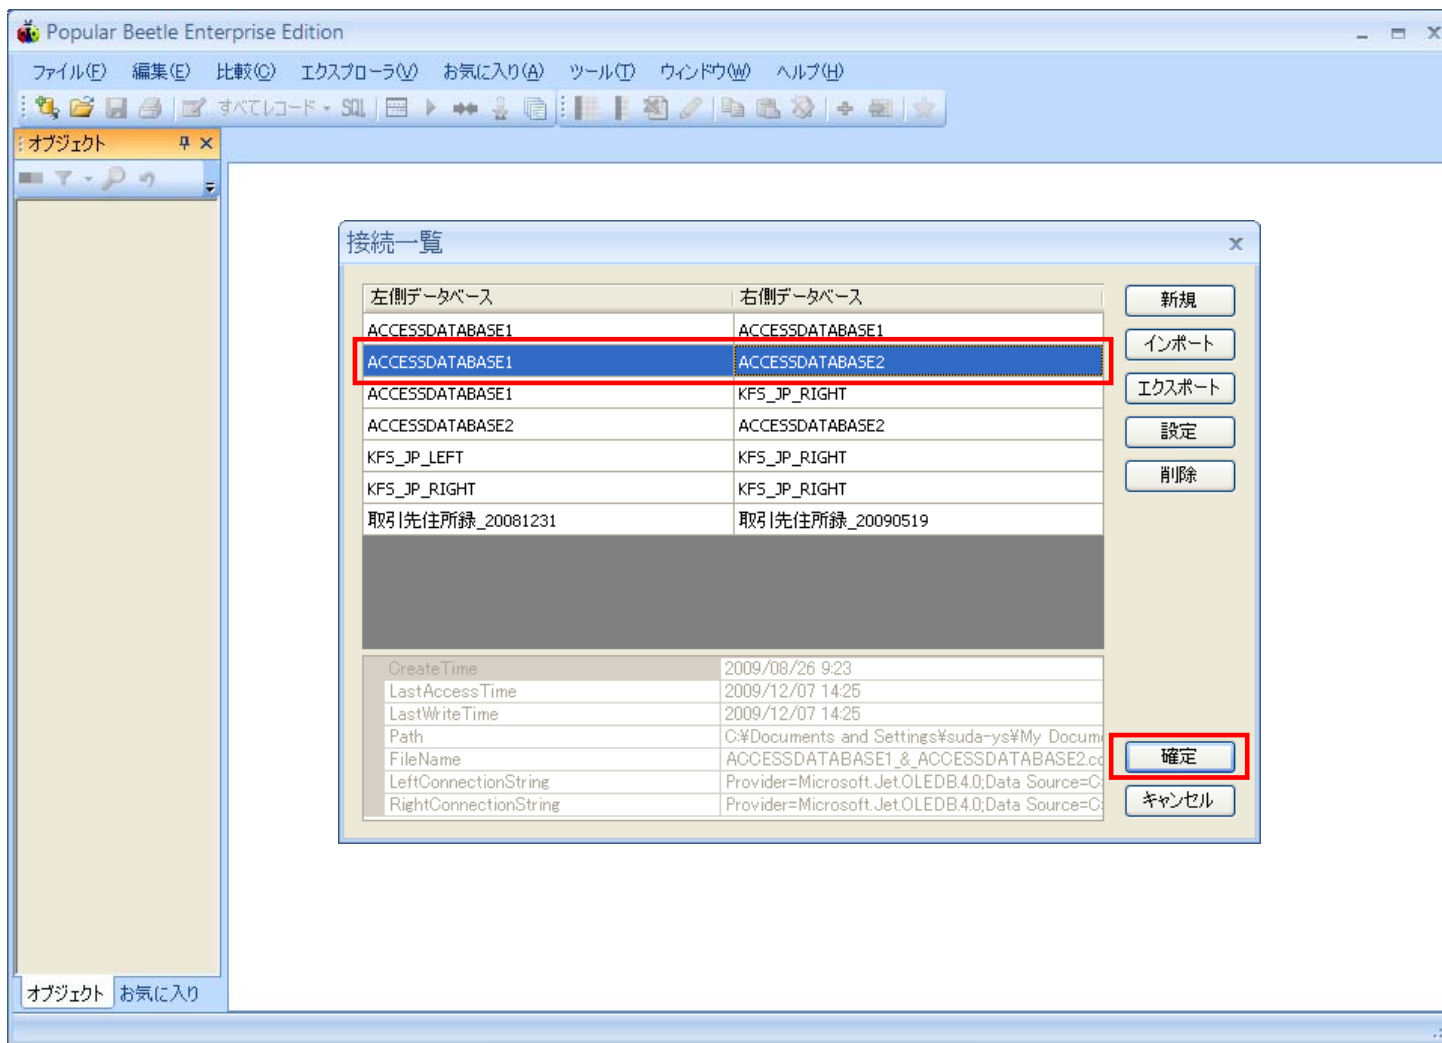 Popular Beetle Enterprise Edition
ファイル(F) 編集(E) 比較(C) エクスプローラ(V) お気に入り(A) ツール(T) ウィンドウ(W) ヘルプ(H)
すべてレコード SQL
オブジェクト
接続一覧
左側データベース 右側データベース
ACCESSDATABASE1 ACCESSDATABASE1
ACCESSDATABASE1 ACCESSDATABASE2
ACCESSDATABASE1 KFS_JP_RIGHT
ACCESSDATABASE2 ACCESSDATABASE2
KFS_JP_LEFT KFS_JP_RIGHT
KFS_JP_RIGHT KFS_JP_RIGHT
取引先住所録_20081231 取引先住所録_20090519
新規
インポート
エクスポート
設定
削除
CreateTime 2009/08/26 9:23
LastAccessTime 2009/12/07 14:25
LastWriteTime 2009/12/07 14:25
Path C:¥Documents and Settings¥suda-ys¥My Docum
FileName ACCESSDATABASE1_&_ACCESSDATABASE2.co
LeftConnectionString Provider=Microsoft.Jet.OLEDB.4.0;Data Source=C:
RightConnectionString Provider=Microsoft.Jet.OLEDB.4.0;Data Source=C:
確定
キャンセル
オブジェクト お気に入り